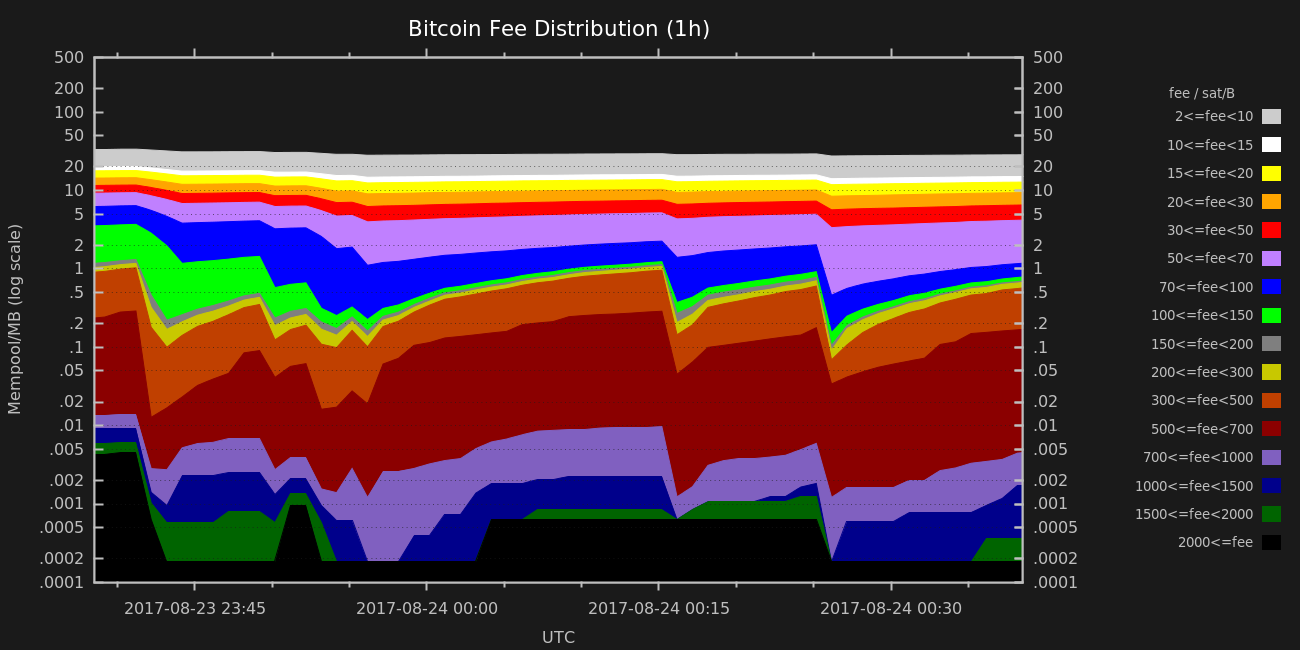 Bitcoin Fee Distribution (1h)
500 500
200 200
100 100
50 50
20 20
10 10
5 5
2 2
1 1
.5 .5
.2 .2
.1 .1
.05 .05
.02 .02
.01 .01
.005 .005
.002 .002
.001 .001
.0005 .0005
.0002 .0002
.0001 .0001
Mempool/MB (log scale)
2017-08-23 23:45 2017-08-24 00:00 2017-08-24 00:15 2017-08-24 00:30
UTC
fee / sat/B
2<=fee<10
10<=fee<15
15<=fee<20
20<=fee<30
30<=fee<50
50<=fee<70
70<=fee<100
100<=fee<150
150<=fee<200
200<=fee<300
300<=fee<500
500<=fee<700
700<=fee<1000
1000<=fee<1500
1500<=fee<2000
2000<=fee